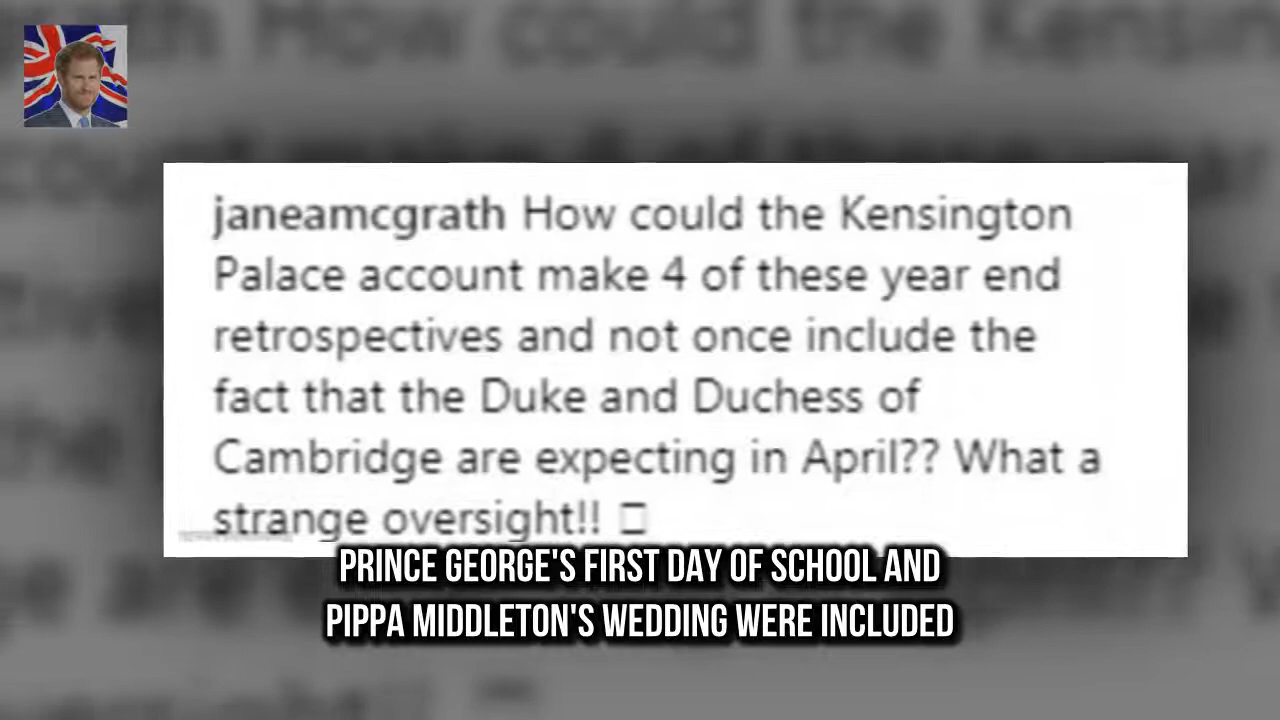 janeamcgrath How could the Kensington
Palace account make 4 of these year end
retrospectives and not once include the
fact that the Duke and Duchess of
Cambridge are expecting in April?? What a
strange oversight!!
PRINCE GEORGE'S FIRST DAY OF SCHOOL AND
PIPPA MIDDLETON'S WEDDING WERE INCLUDED